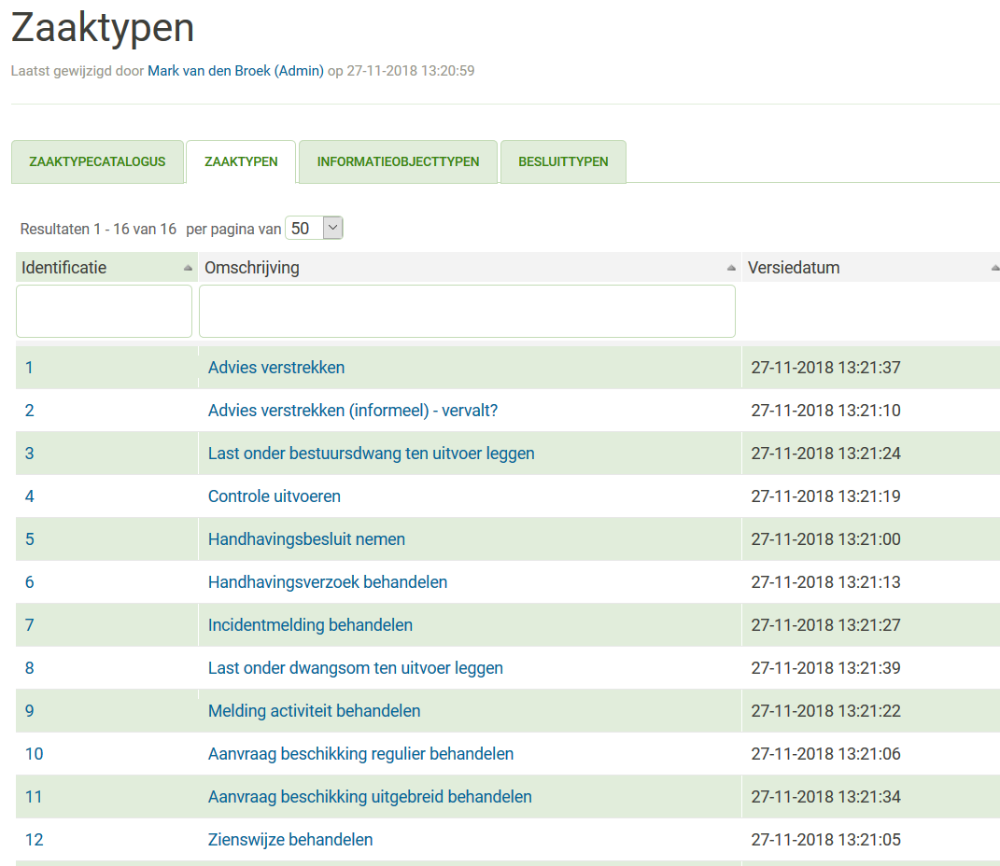 Zaaktypen
Laatst gewijzigd door Mark van den Broek (Admin) op 27-11-2018 13:20:59
ZAAKTYPECATALOGUS ZAAKTYPEN INFORMATIEOBJECTTYPEN BESLUITTYPEN
Resultaten 1 - 16 van 16 per pagina van 50
Identificatie Omschrijving Versiedatum
1 Advies verstrekken 27-11-2018 13:21:37
2 Advies verstrekken (informeel) - vervalt? 27-11-2018 13:21:10
3 Last onder bestuursdwang ten uitvoer leggen 27-11-2018 13:21:24
4 Controle uitvoeren 27-11-2018 13:21:19
5 Handhavingsbesluit nemen 27-11-2018 13:21:00
6 Handhavingsverzoek behandelen 27-11-2018 13:21:13
7 Incidentmelding behandelen 27-11-2018 13:21:27
8 Last onder dwangsom ten uitvoer leggen 27-11-2018 13:21:39
9 Melding activiteit behandelen 27-11-2018 13:21:22
10 Aanvraag beschikking regulier behandelen 27-11-2018 13:21:06
11 Aanvraag beschikking uitgebreid behandelen 27-11-2018 13:21:34
12 Zienswijze behandelen 27-11-2018 13:21:05